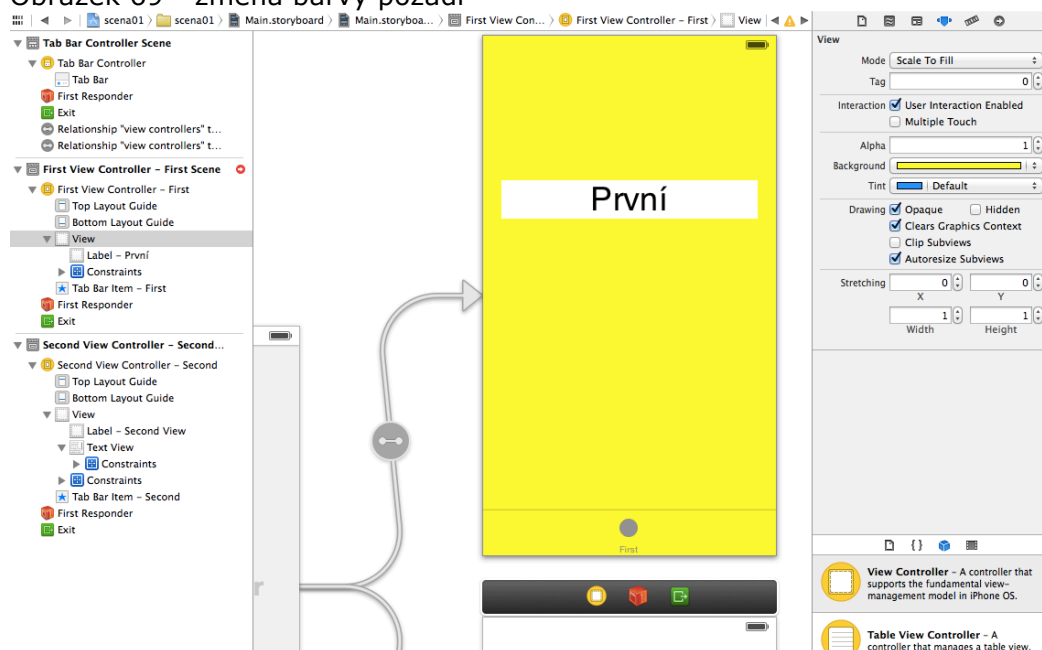 Obrázek 69 - změna barvy pozadí
scena01 scena01 Main.storyboard Main.storyboa... First View Con... First View Controller – First View
Tab Bar Controller Scene
Tab Bar Controller
Tab Bar
First Responder
Exit
Relationship "view controllers" t...
Relationship "view controllers" t...
First View Controller – First Scene
First View Controller – First
Top Layout Guide
Bottom Layout Guide
View
Label – První
Constraints
Tab Bar Item – First
First Responder
Exit
Second View Controller – Second...
Second View Controller – Second
Top Layout Guide
Bottom Layout Guide
View
Label – Second View
Text View
Constraints
Constraints
Tab Bar Item – Second
First Responder
Exit
r
První
First
View
Mode Scale To Fill
Tag 0
Interaction User Interaction Enabled
Multiple Touch
Alpha 1
Background
Tint Default
Drawing Opaque Hidden
Clears Graphics Context
Clip Subviews
Autoresize Subviews
Stretching 0 0
X Y
1 1
Width Height
{}
View Controller – A controller that
supports the fundamental view-
management model in iPhone OS.
Table View Controller – A
controller that manages a table view.